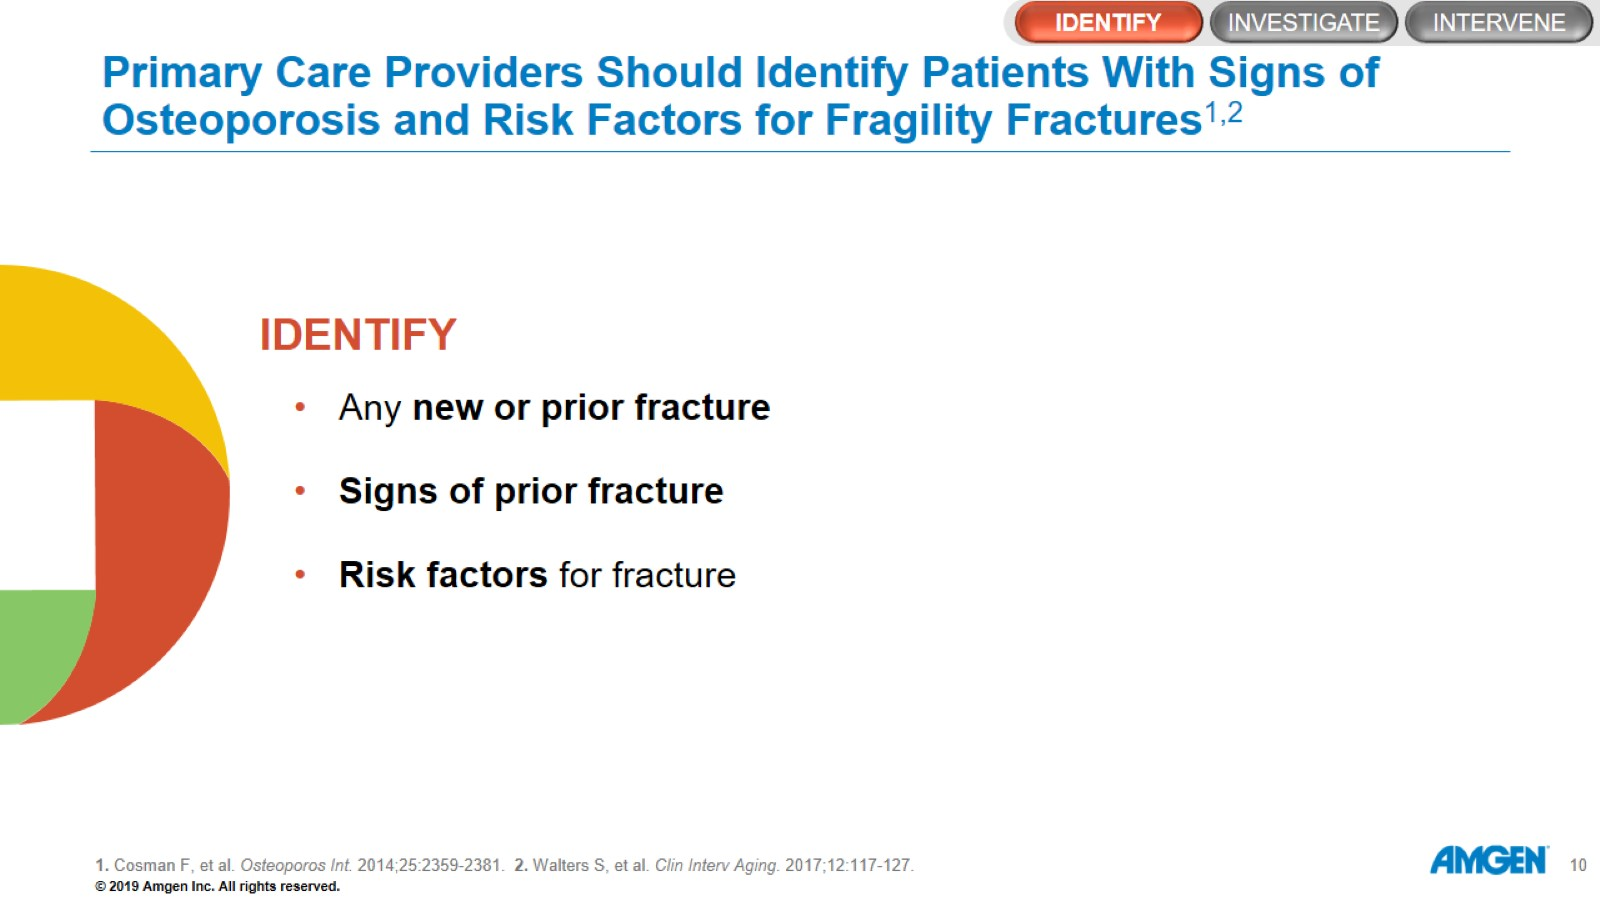 IDENTIFY INVESTIGATE INTERVENE
Primary Care Providers Should Identify Patients With Signs of
Osteoporosis and Risk Factors for Fragility Fractures1,2
IDENTIFY
• Any new or prior fracture
• Signs of prior fracture
• Risk factors for fracture
1. Cosman F, et al. Osteoporos Int. 2014;25:2359-2381. 2. Walters S, et al. Clin Interv Aging. 2017;12:117-127.
© 2019 Amgen Inc. All rights reserved.
AMGEN 10